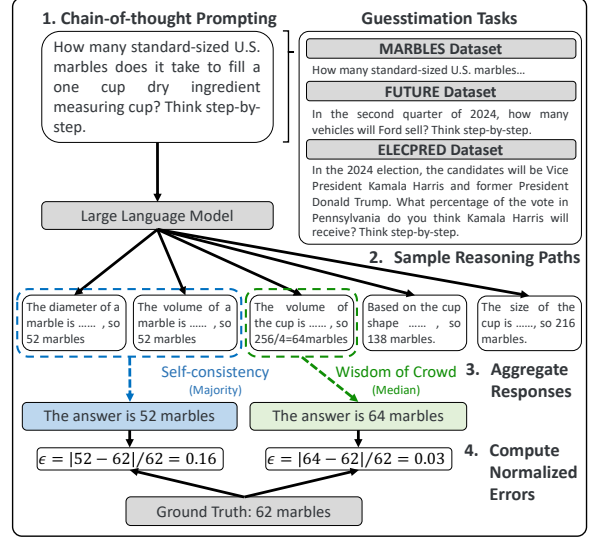 1. Chain-of-thought Prompting
How many standard-sized U.S.
marbles does it take to fill a
one cup dry ingredient
measuring cup? Think step-by-
step.
Guesstimation Tasks
MARBLES Dataset
How many standard-sized U.S. marbles…
FUTURE Dataset
In the second quarter of 2024, how many
vehicles will Ford sell? Think step-by-step.
ELECPRED Dataset
In the 2024 election, the candidates will be Vice
President Kamala Harris and former President
Donald Trump. What percentage of the vote in
Pennsylvania do you think Kamala Harris will
receive? Think step-by-step.
Large Language Model
2. Sample Reasoning Paths
The diameter of a
marble is …… , so
52 marbles
The volume of a
marble is …… , so
52 marbles
The volume of
the cup is …… , so
256/4=64marbles
Based on the cup
shape …… , so
138 marbles.
The size of the
cup is ……, so 216
marbles.
Self-consistency
(Majority)
Wisdom of Crowd
(Median)
3. Aggregate
Responses
The answer is 52 marbles
The answer is 64 marbles
ϵ = |52 − 62|/62 = 0.16
ϵ = |64 − 62|/62 = 0.03
4. Compute
Normalized
Errors
Ground Truth: 62 marbles